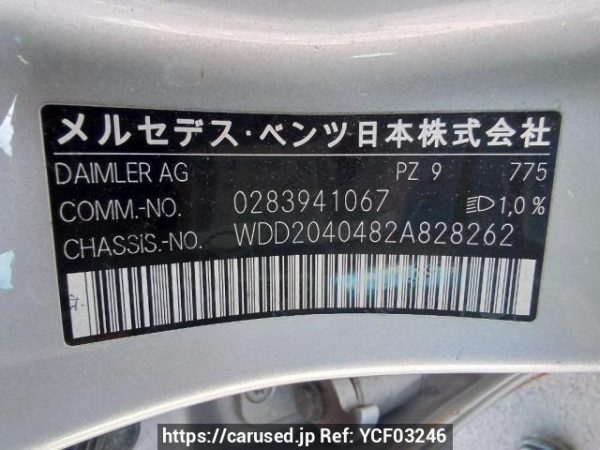 メルセデス・ベンツ日本株式会社
DAIMLER AG PZ 9 775
COMM.-NO. 0283941067 1,0 %
CHASSIS.-NO. WDD2040482A828262
https://carused.jp Ref: YCF03246